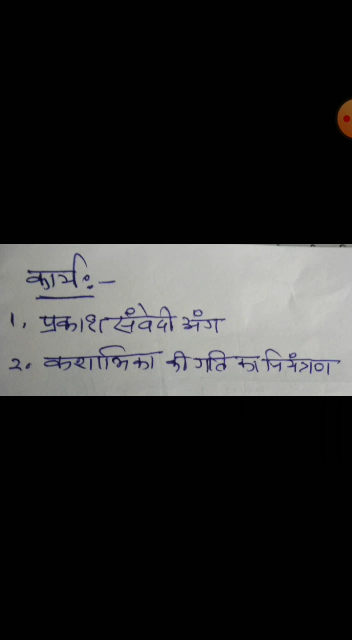 कार्य:-
1. प्रकाश संवेदी अंग
2. कशाभिका की गति का नियंत्रण